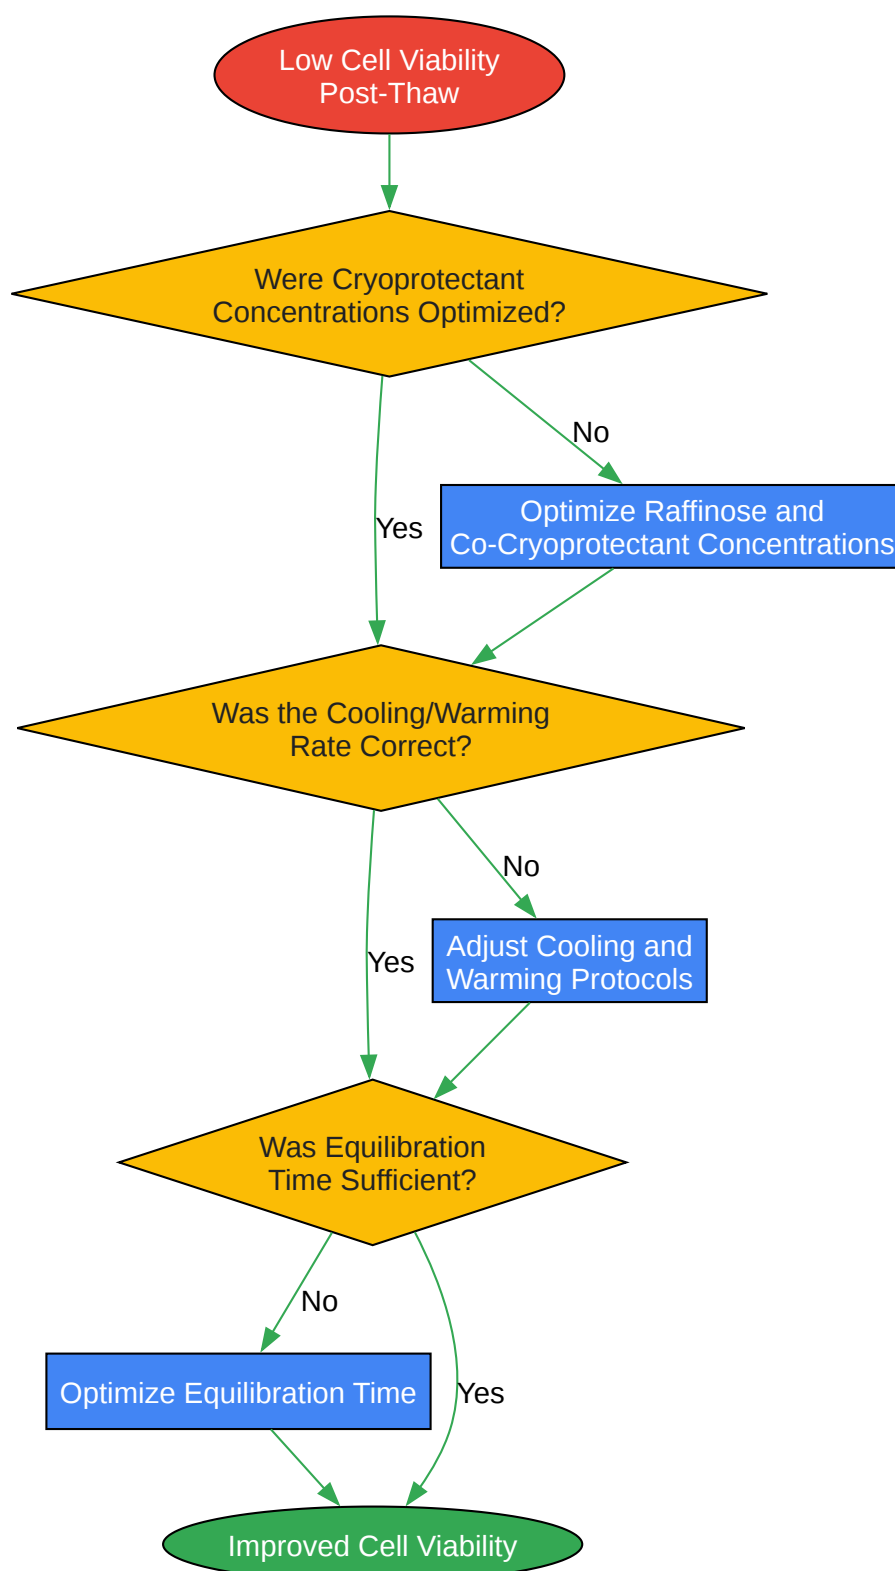 Low Cell Viability
Post-Thaw
Were Cryoprotectant
Concentrations Optimized?
No
Optimize Raffinose and
Co-Cryoprotectant Concentrations
Yes
Was the Cooling/Warming
Rate Correct?
No
Adjust Cooling and
Warming Protocols
Yes
Was Equilibration
Time Sufficient?
No
Optimize Equilibration Time
Yes
Improved Cell Viability